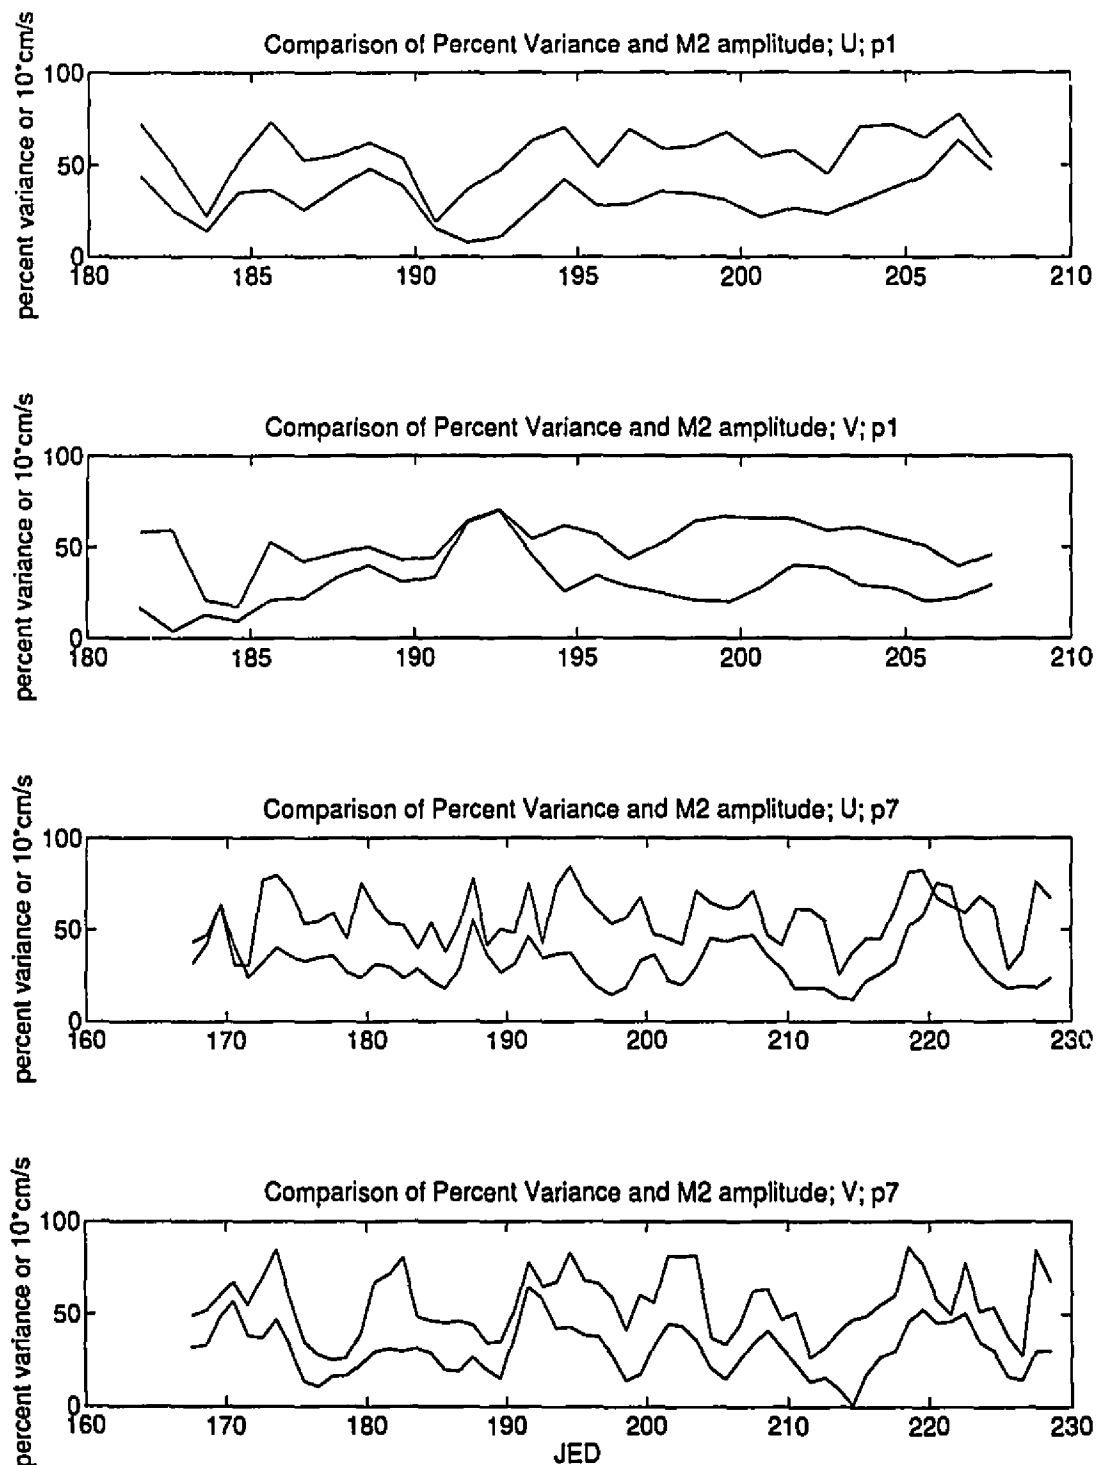 Comparison of Percent Variance and M2 amplitude; U; p1
percent variance or 10*cm/s
100
50
0
180 185 190 195 200 205 210
Comparison of Percent Variance and M2 amplitude; V; p1
percent variance or 10*cm/s
100
50
0
180 185 190 195 200 205 210
Comparison of Percent Variance and M2 amplitude; U; p7
percent variance or 10*cm/s
100
50
0
160 170 180 190 200 210 220 230
Comparison of Percent Variance and M2 amplitude; V; p7
percent variance or 10*cm/s
100
50
0
160 170 180 190 200 210 220 230
JED